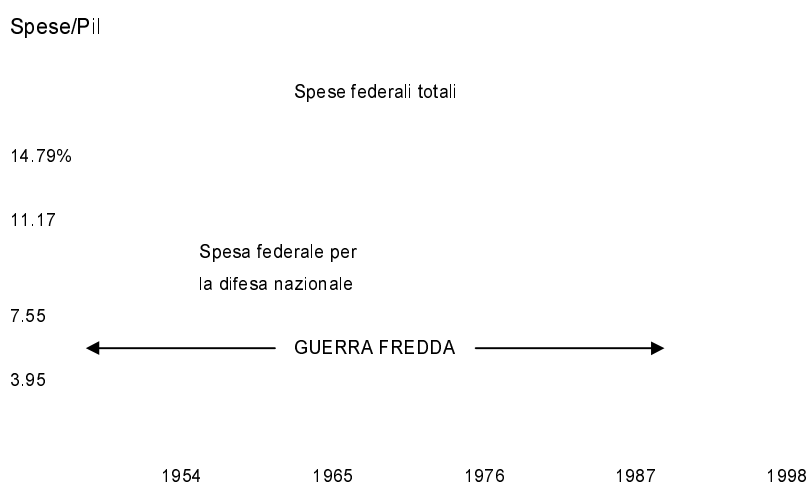 Spese/Pil
Spese federali totali
14.79%
11.17
Spesa federale per
la difesa nazionale
7.55
GUERRA FREDDA
3.95
1954 1965 1976 1987 1998